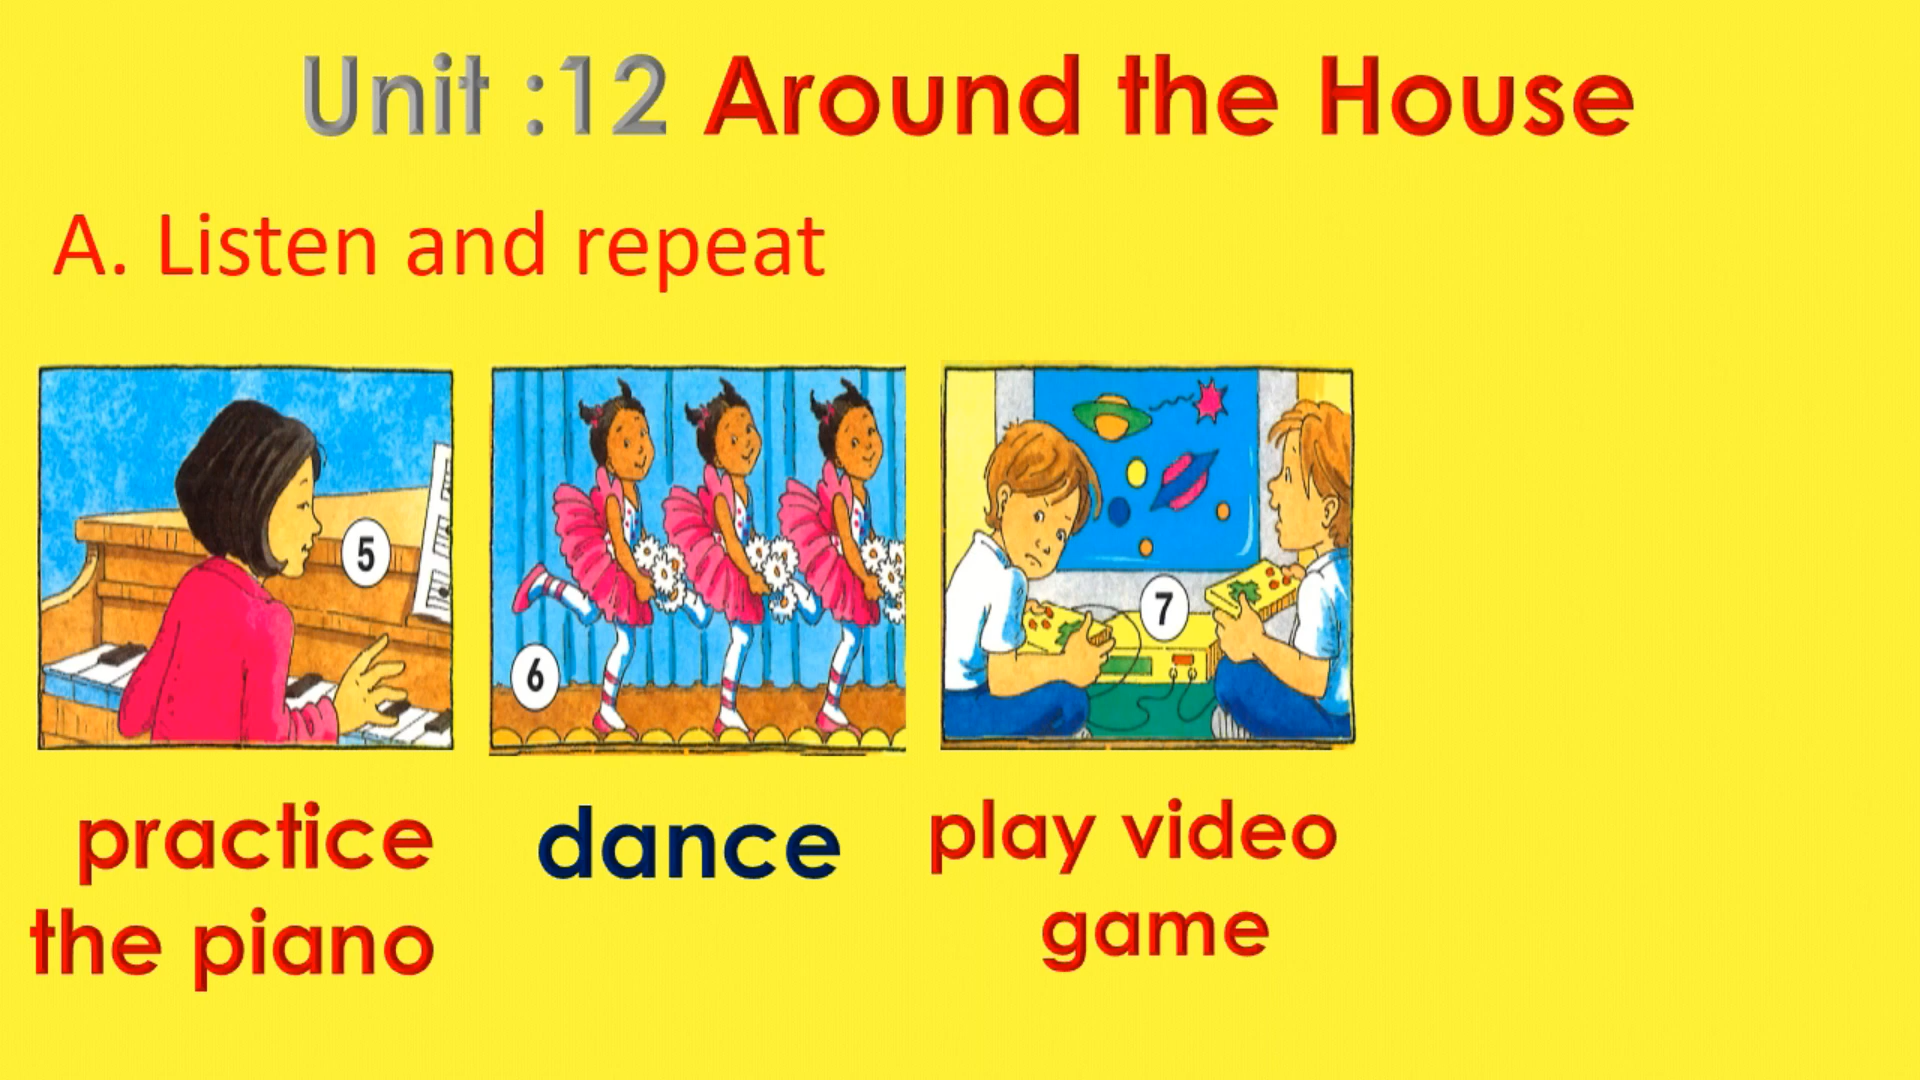 Unit :12 Around the House
A. Listen and repeat
5
6
7
practice
the piano
dance
play video
game